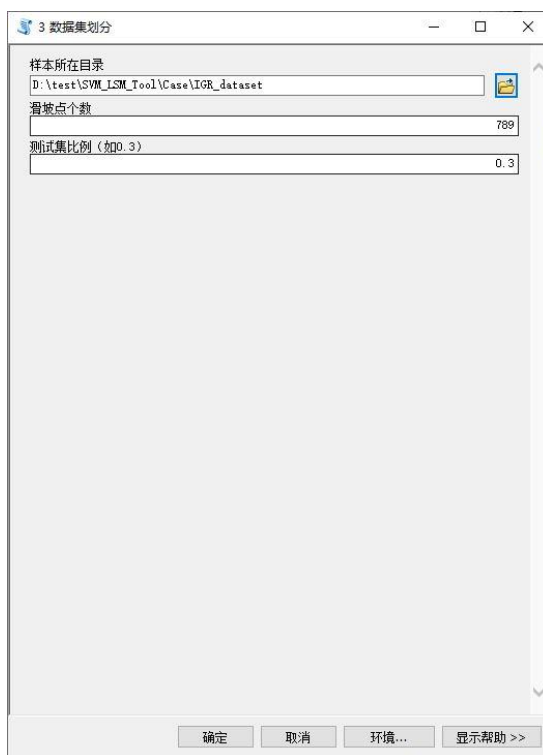 3 数据集划分
样本所在目录
D:\test\SVM_LSM_Tool\Case\IGR_dataset
滑坡点个数
789
测试集比例（如0.3）
0.3
确定 取消 环境... 显示帮助 >>